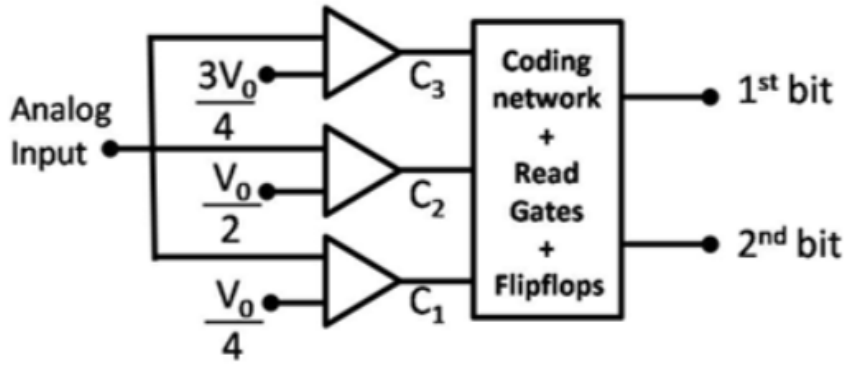 3V₀
4
C₃
Analog
Input
V₀
2
C₂
V₀
4
C₁
Coding
network
+
Read
Gates
+
Flipflops
1ˢᵗ bit
2ⁿᵈ bit